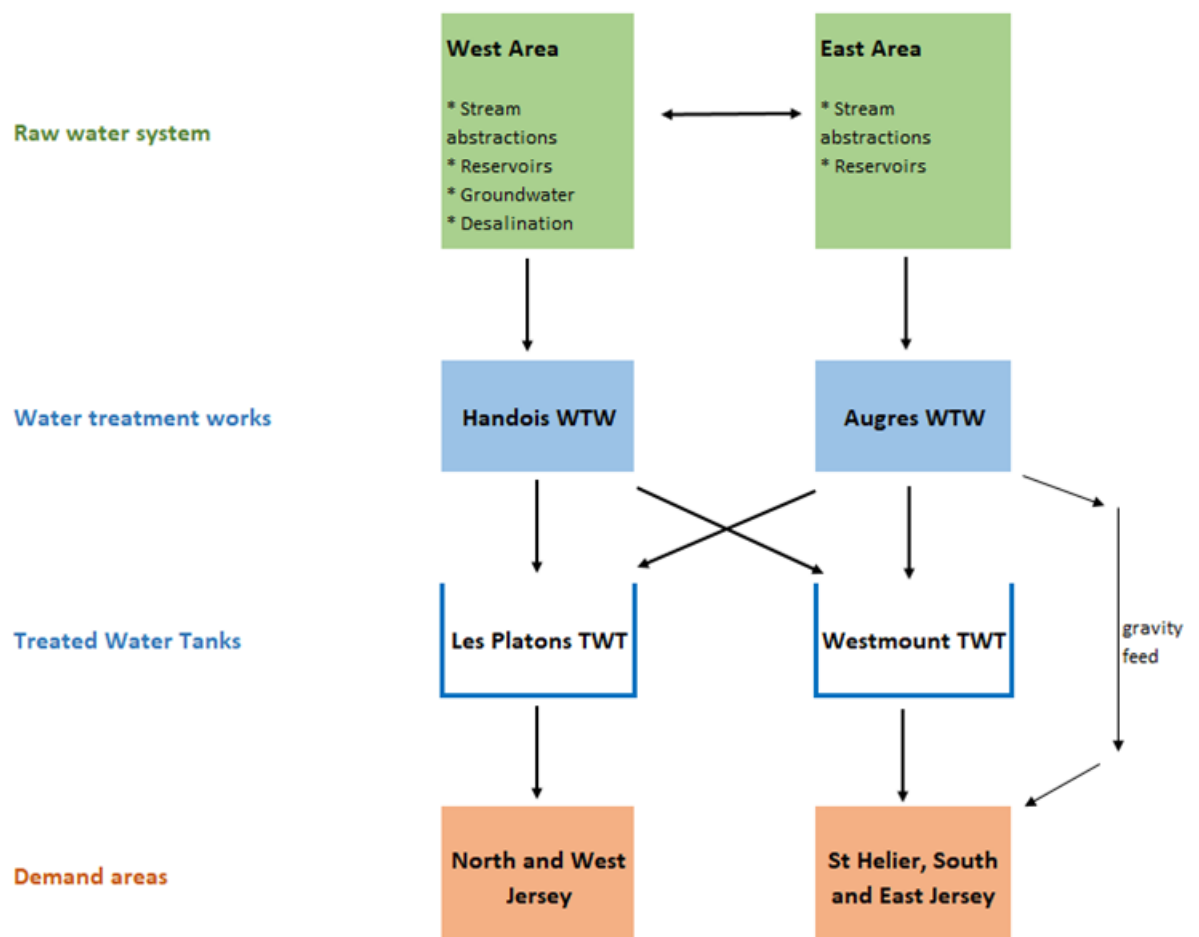 West Area
East Area
* Stream
abstractions
* Reservoirs
* Groundwater
* Desalination
* Stream
abstractions
* Reservoirs
Raw water system
Water treatment works
Handois WTW
Augres WTW
Treated Water Tanks
Les Platons TWT
Westmount TWT
gravity
feed
Demand areas
North and West
Jersey
St Helier, South
and East Jersey